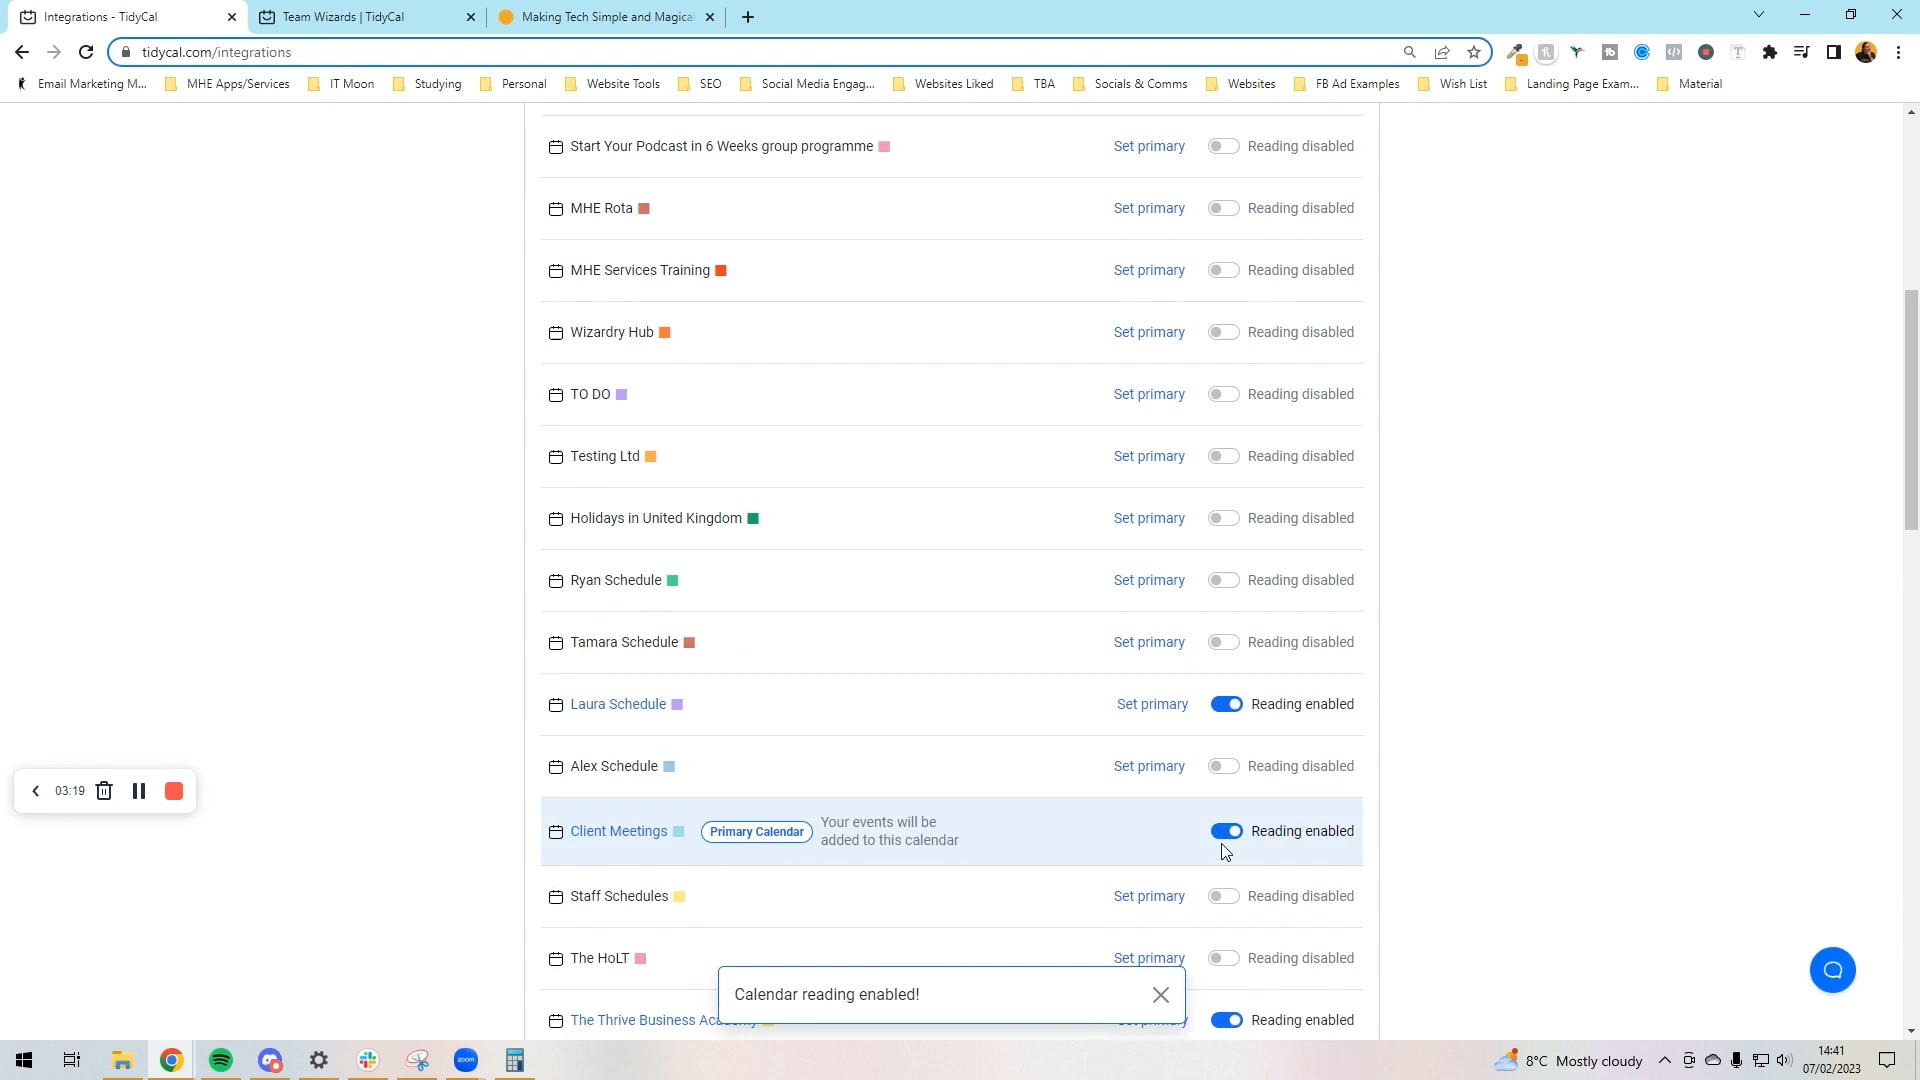 Integrations - TidyCal
Team Wizards | TidyCal
Making Tech Simple and Magical
tidycal.com/integrations
Email Marketing M...
MHE Apps/Services
IT Moon
Studying
Personal
Website Tools
SEO
Social Media Engag...
Websites Liked
TBA
Socials & Comms
Websites
FB Ad Examples
Wish List
Landing Page Exam...
Material
Start Your Podcast in 6 Weeks group programme Set primary Reading disabled
MHE Rota Set primary Reading disabled
MHE Services Training Set primary Reading disabled
Wizardry Hub Set primary Reading disabled
TO DO Set primary Reading disabled
Testing Ltd Set primary Reading disabled
Holidays in United Kingdom Set primary Reading disabled
Ryan Schedule Set primary Reading disabled
Tamara Schedule Set primary Reading disabled
Laura Schedule Set primary Reading enabled
03:19
Alex Schedule Set primary Reading disabled
Client Meetings Primary Calendar Your events will be
added to this calendar Reading enabled
Staff Schedules Set primary Reading disabled
The HoLT Set primary Reading disabled
Calendar reading enabled!
The Thrive Business Academy Set primary Reading enabled
zoom
8°C Mostly cloudy
14:41
07/02/2023